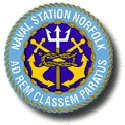 NAVAL STATION NORFOLK
AD REM CLASSEM PARATUS